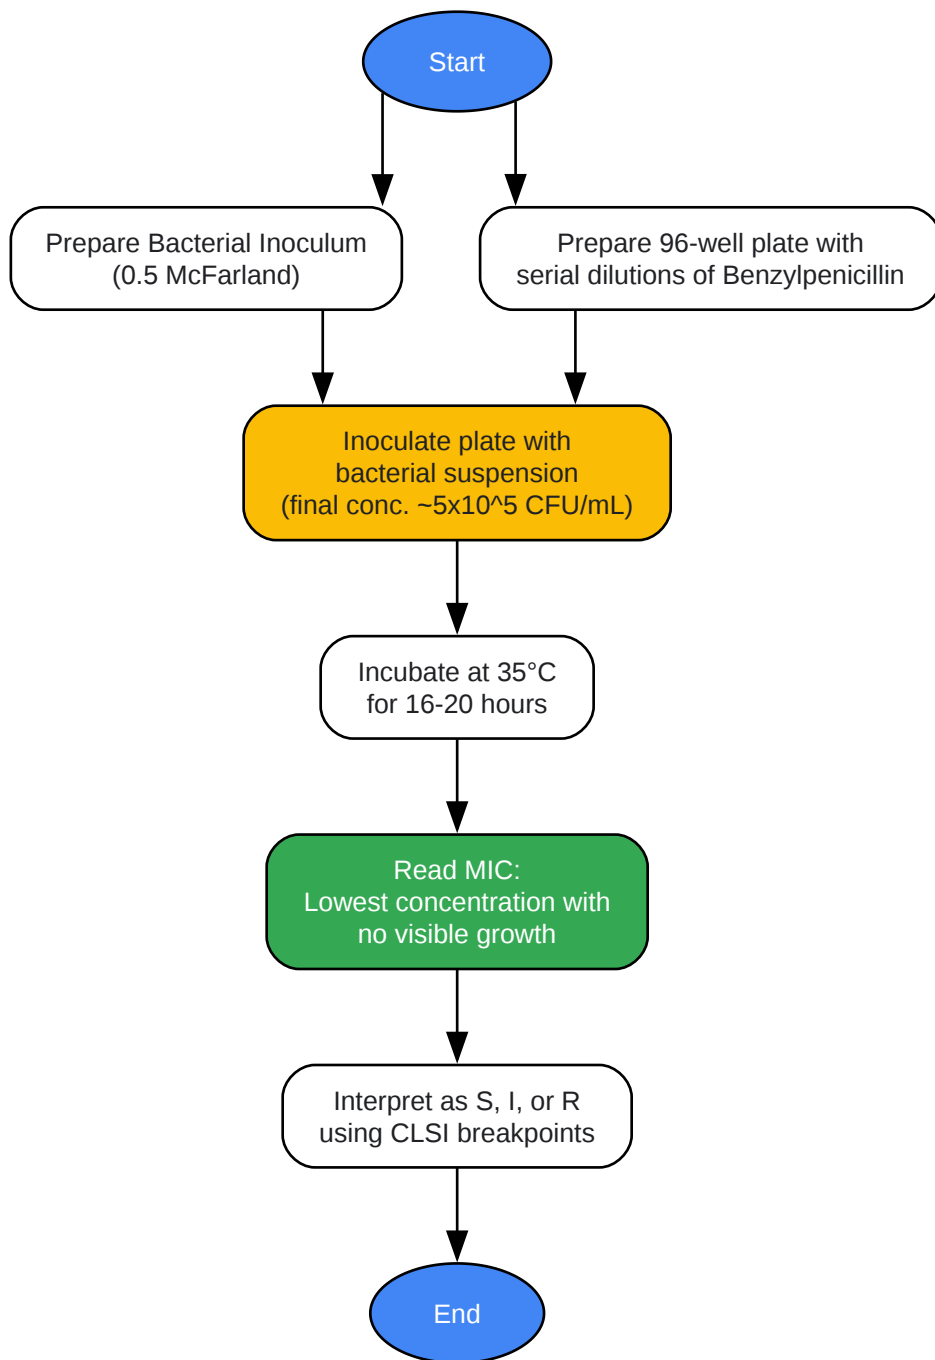 Start
Prepare Bacterial Inoculum
(0.5 McFarland)
Prepare 96-well plate with
serial dilutions of Benzylpenicillin
Inoculate plate with
bacterial suspension
(final conc. ~5x10^5 CFU/mL)
Incubate at 35°C
for 16-20 hours
Read MIC:
Lowest concentration with
no visible growth
Interpret as S, I, or R
using CLSI breakpoints
End